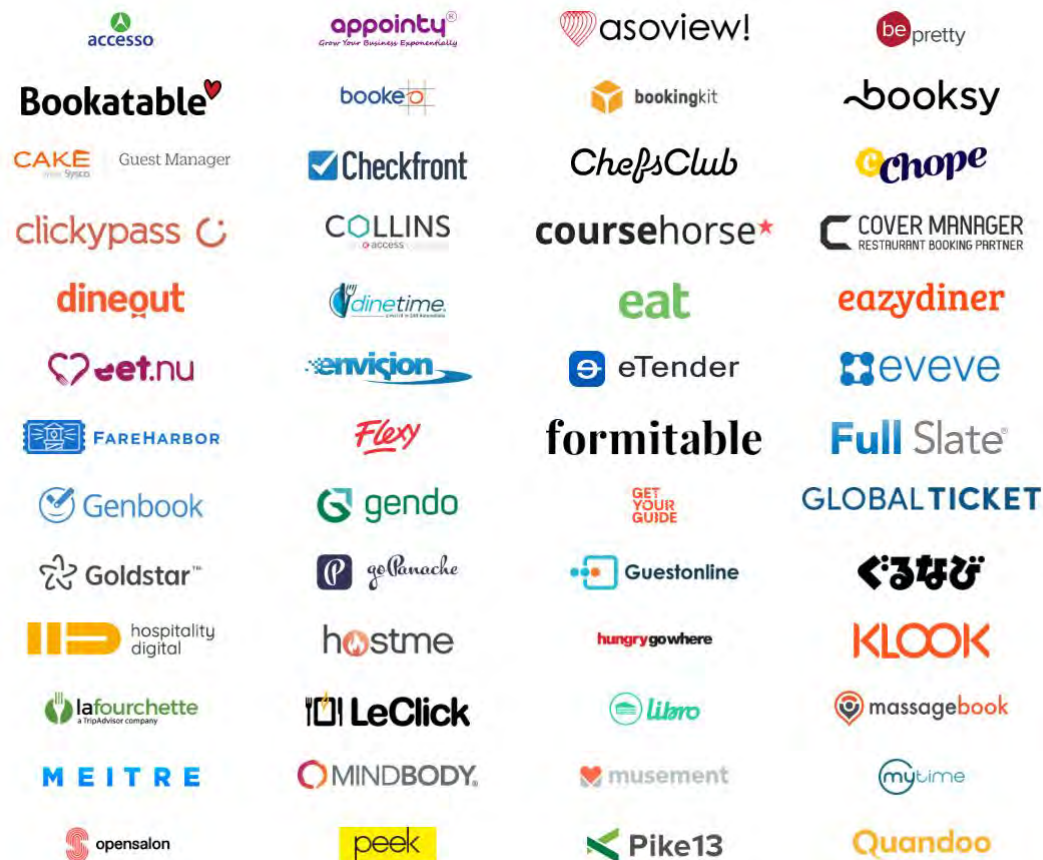 accesso
appointy®
Grow Your Business Exponentially
asoview!
be pretty
Bookatable
bookeo
bookingkit
booksy
CAKE
Sysco
Guest Manager
Checkfront
ChefsClub
chope
clickypass
COLLINS
access
coursehorse
COVER MANAGER
RESTAURANT BOOKING PARTNER
dineout
dinetime.
eat
eazydiner
eet.nu
envision
eTender
eveve
FAREHARBOR
Flexy
formitable
Full Slate®
Genbook
gendo
GET
YOUR
GUIDE
GLOBALTICKET
Goldstar™
goPanache
Guestonline
ぐるなび
hospitality
digital
hostme
hungrygowhere
KLOOK
lafourchette
a TripAdvisor company
LeClick
libro
massagebook
MEITRE
MINDBODY®
musement
mytime
opensalon
peek
Pike13
Quandoo